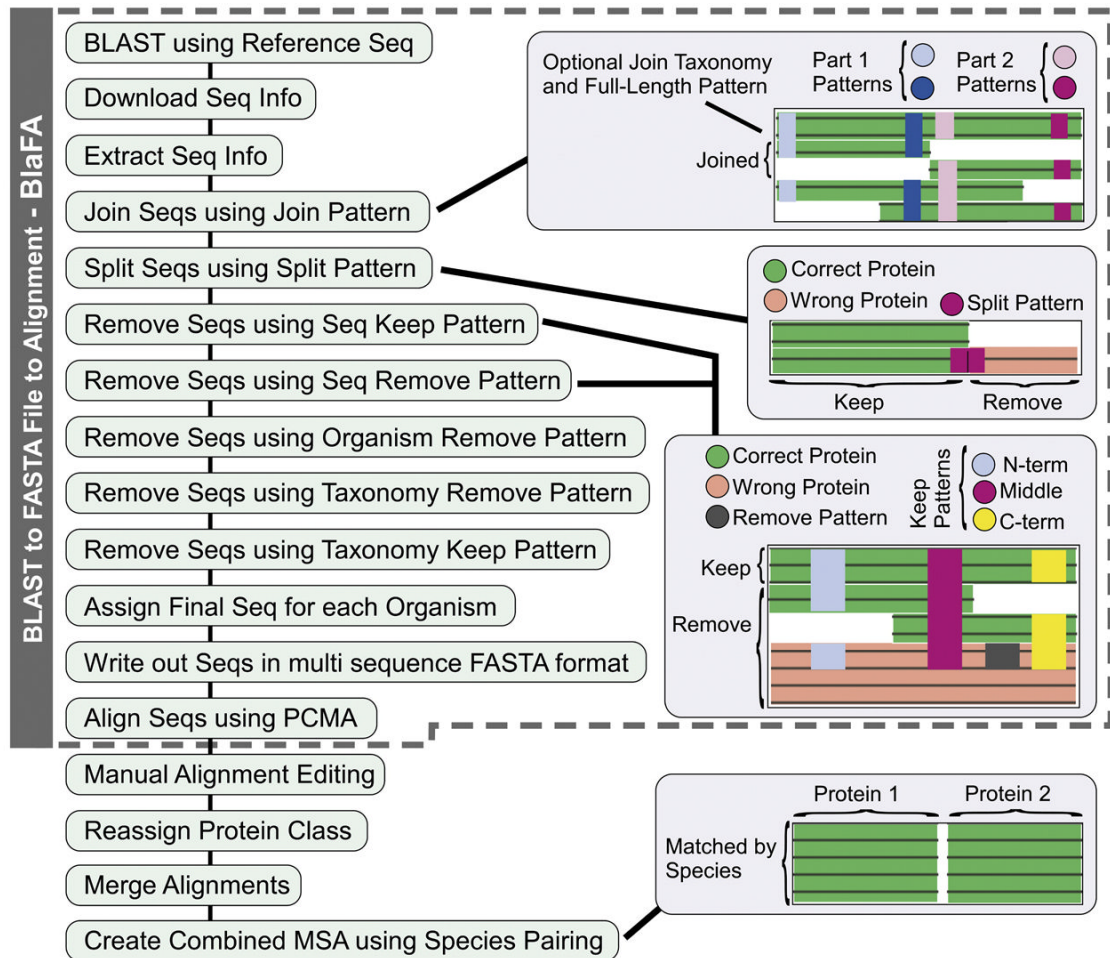 BLAST to FASTA File to Alignment - BlaFA
BLAST using Reference Seq
Download Seq Info
Extract Seq Info
Join Seqs using Join Pattern
Split Seqs using Split Pattern
Remove Seqs using Seq Keep Pattern
Remove Seqs using Seq Remove Pattern
Remove Seqs using Organism Remove Pattern
Remove Seqs using Taxonomy Remove Pattern
Remove Seqs using Taxonomy Keep Pattern
Assign Final Seq for each Organism
Write out Seqs in multi sequence FASTA format
Align Seqs using PCMA
Manual Alignment Editing
Reassign Protein Class
Merge Alignments
Create Combined MSA using Species Pairing
Optional Join Taxonomy
and Full-Length Pattern
Part 1
Patterns
Part 2
Patterns
Joined
Correct Protein
Wrong Protein
Split Pattern
Keep
Remove
Correct Protein
Wrong Protein
Remove Pattern
Keep
Patterns
N-term
Middle
C-term
Keep
Remove
Protein 1
Protein 2
Matched by
Species